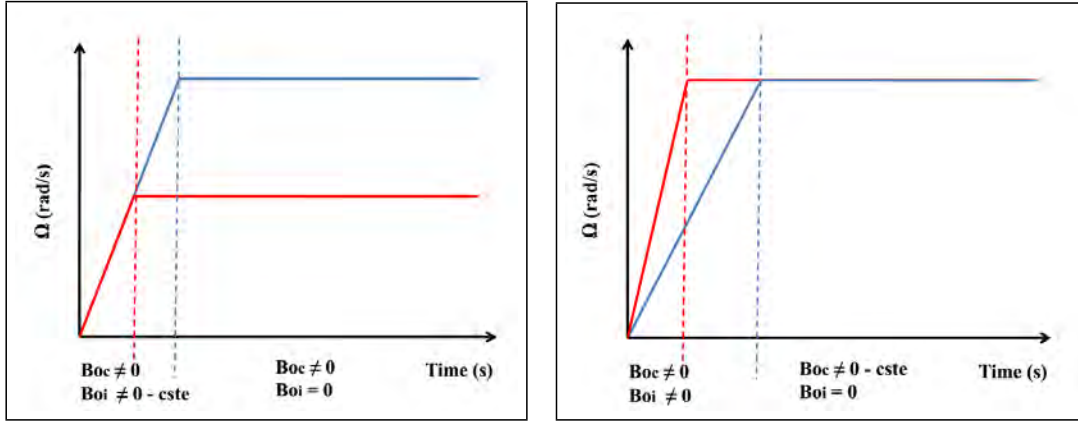 Ω (rad/s)
Boc ≠ 0
Boi ≠ 0 - cste
Boc ≠ 0
Boi = 0
Time (s)
Ω (rad/s)
Boc ≠ 0
Boi ≠ 0
Boc ≠ 0 - cste
Boi = 0
Time (s)